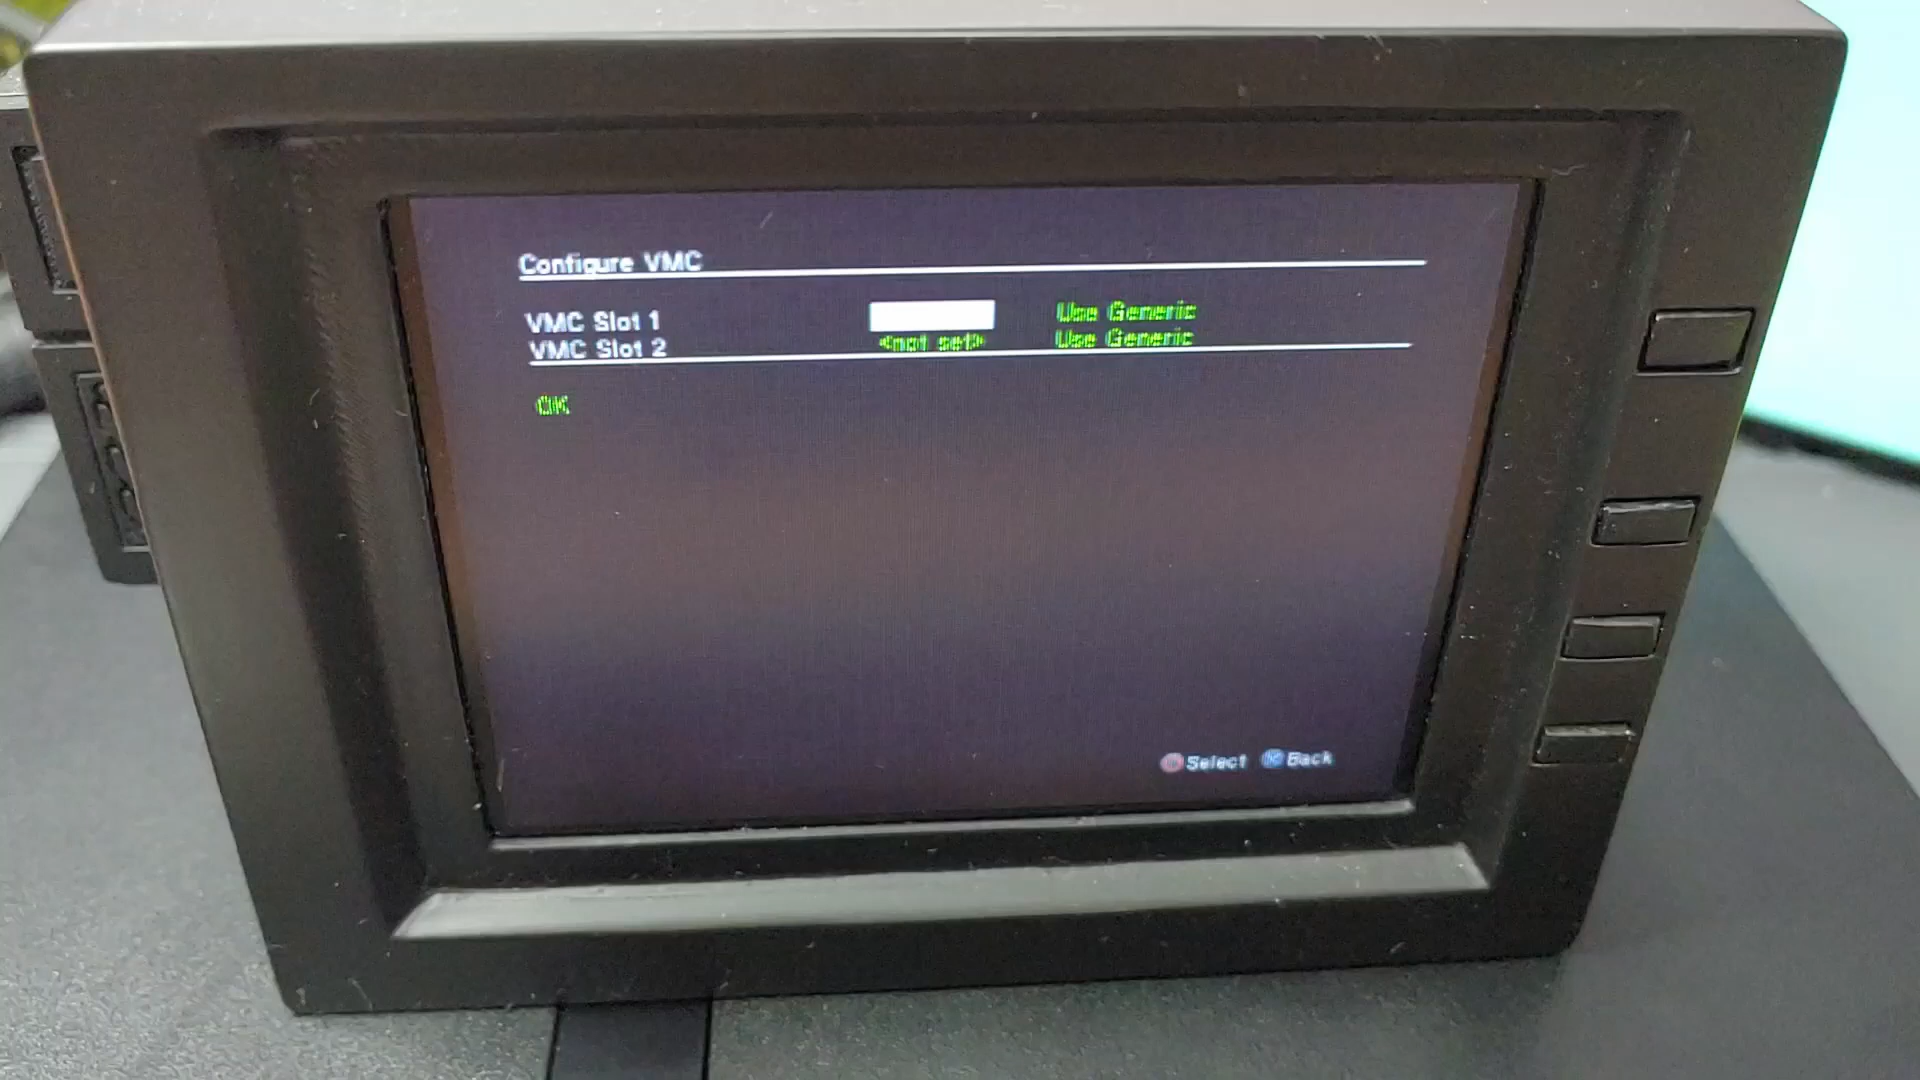 Configure VMC
VMC Slot 1 Use Generic
VMC Slot 2 <not set> Use Generic
OK
Select Back